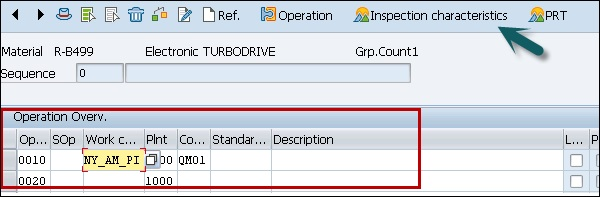 Ref. Operation Inspection characteristics PRT
Material R-B499 Electronic TURBODRIVE Grp.Count1
Sequence 0
Operation Overv.
Op... SOp Work c... Plnt Co... Standar... Description L... P
0010 NY_AM_PI 00 QM01
0020 1000